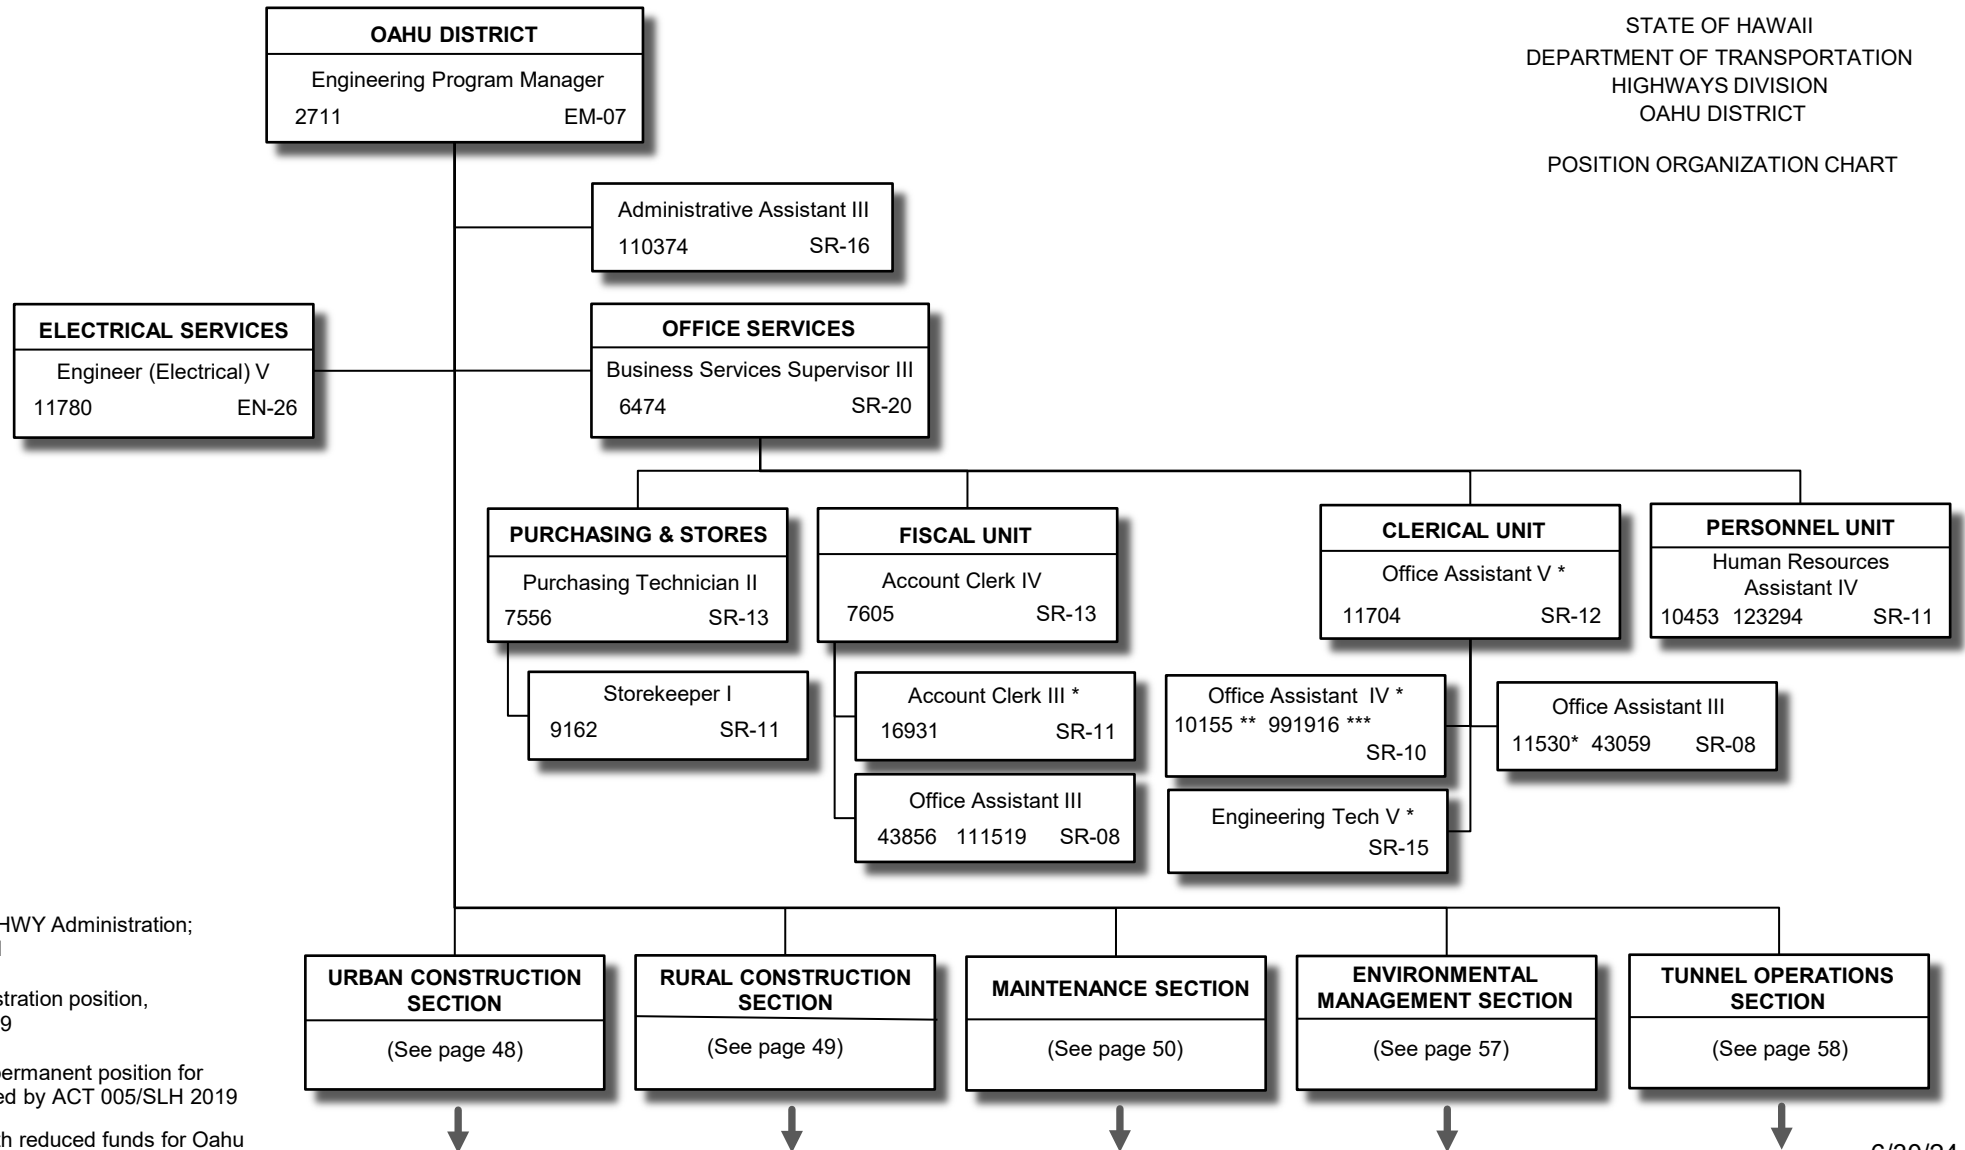 STATE OF HAWAII
DEPARTMENT OF TRANSPORTATION
HIGHWAYS DIVISION
OAHU DISTRICT
POSITION ORGANIZATION CHART
OAHU DISTRICT
Engineering Program Manager
2711 EM-07
Administrative Assistant III
110374 SR-16
ELECTRICAL SERVICES
Engineer (Electrical) V
11780 EN-26
OFFICE SERVICES
Business Services Supervisor III
6474 SR-20
PURCHASING & STORES
Purchasing Technician II
7556 SR-13
FISCAL UNIT
Account Clerk IV
7605 SR-13
CLERICAL UNIT
Office Assistant V *
11704 SR-12
PERSONNEL UNIT
Human Resources
Assistant IV
10453 123294 SR-11
Storekeeper I
9162 SR-11
Account Clerk III *
16931 SR-11
Office Assistant IV *
10155 ** 991916 ***
SR-10
Office Assistant III
11530* 43059 SR-08
Office Assistant III
43856 111519 SR-08
Engineering Tech V *
SR-15
HWY Administration;
stration position,
9
permanent position for
ed by ACT 005/SLH 2019
th reduced funds for Oahu
URBAN CONSTRUCTION
SECTION
(See page 48)
RURAL CONSTRUCTION
SECTION
(See page 49)
MAINTENANCE SECTION
(See page 50)
ENVIRONMENTAL
MANAGEMENT SECTION
(See page 57)
TUNNEL OPERATIONS
SECTION
(See page 58)
6/30/24